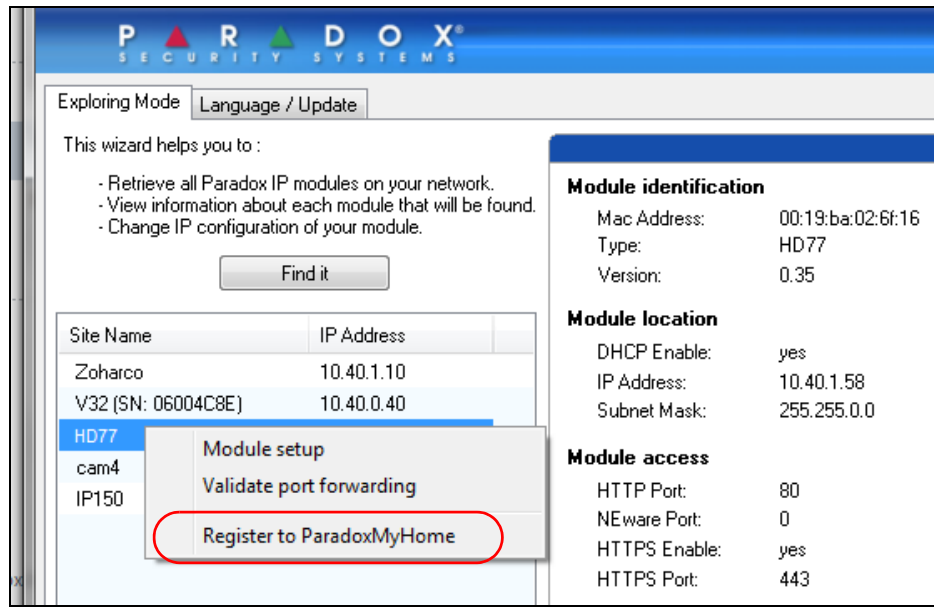 PARADOX®
SECURITY SYSTEMS
Exploring Mode
Language / Update
This wizard helps you to :
- Retrieve all Paradox IP modules on your network.
- View information about each module that will be found.
- Change IP configuration of your module.
Find it
Site Name IP Address
Zoharco 10.40.1.10
V32 (SN: 06004C8E) 10.40.0.40
HD77
cam4
IP150
Module setup
Validate port forwarding
Register to ParadoxMyHome
Module identification
Mac Address: 00:19:ba:02:6f:16
Type: HD77
Version: 0.35
Module location
DHCP Enable: yes
IP Address: 10.40.1.58
Subnet Mask: 255.255.0.0
Module access
HTTP Port: 80
NEware Port: 0
HTTPS Enable: yes
HTTPS Port: 443